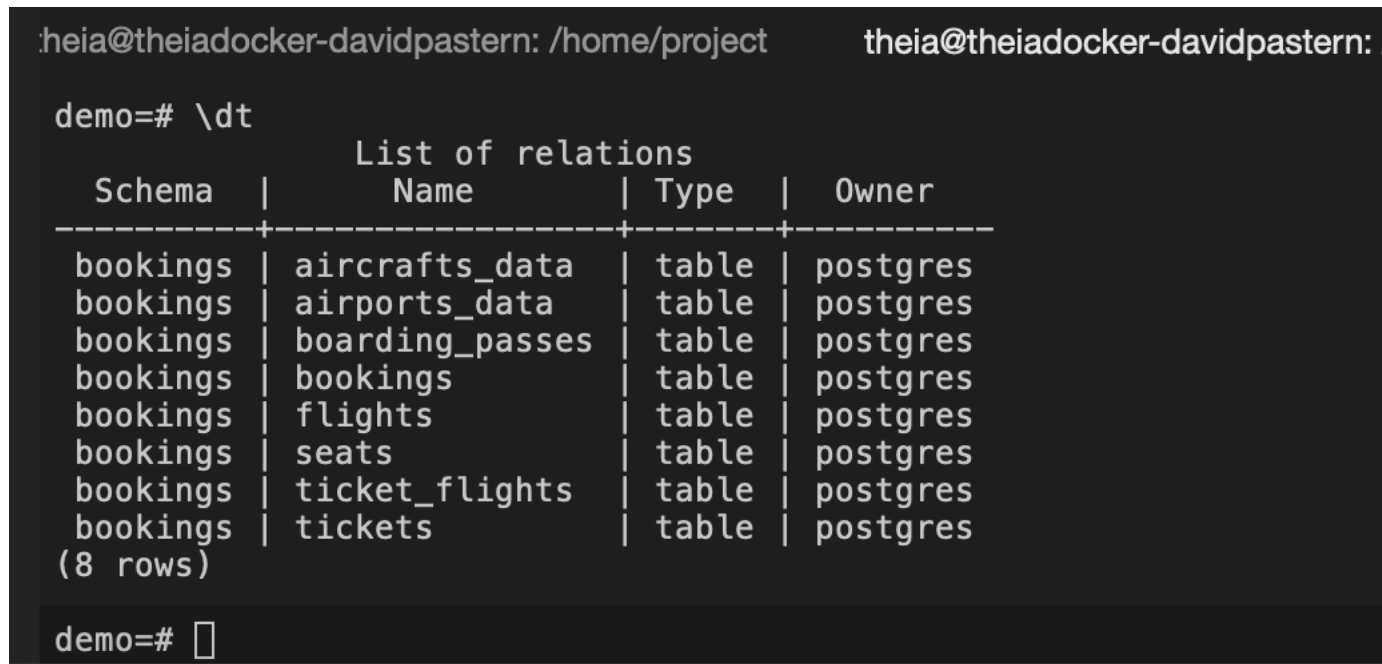 :heia@theiadocker-davidpastern: /home/project theia@theiadocker-davidpastern:
demo=# \dt
List of relations
Schema | Name | Type | Owner
----------+-----------------+-------+----------
bookings | aircrafts_data | table | postgres
bookings | airports_data | table | postgres
bookings | boarding_passes | table | postgres
bookings | bookings | table | postgres
bookings | flights | table | postgres
bookings | seats | table | postgres
bookings | ticket_flights | table | postgres
bookings | tickets | table | postgres
(8 rows)
demo=#